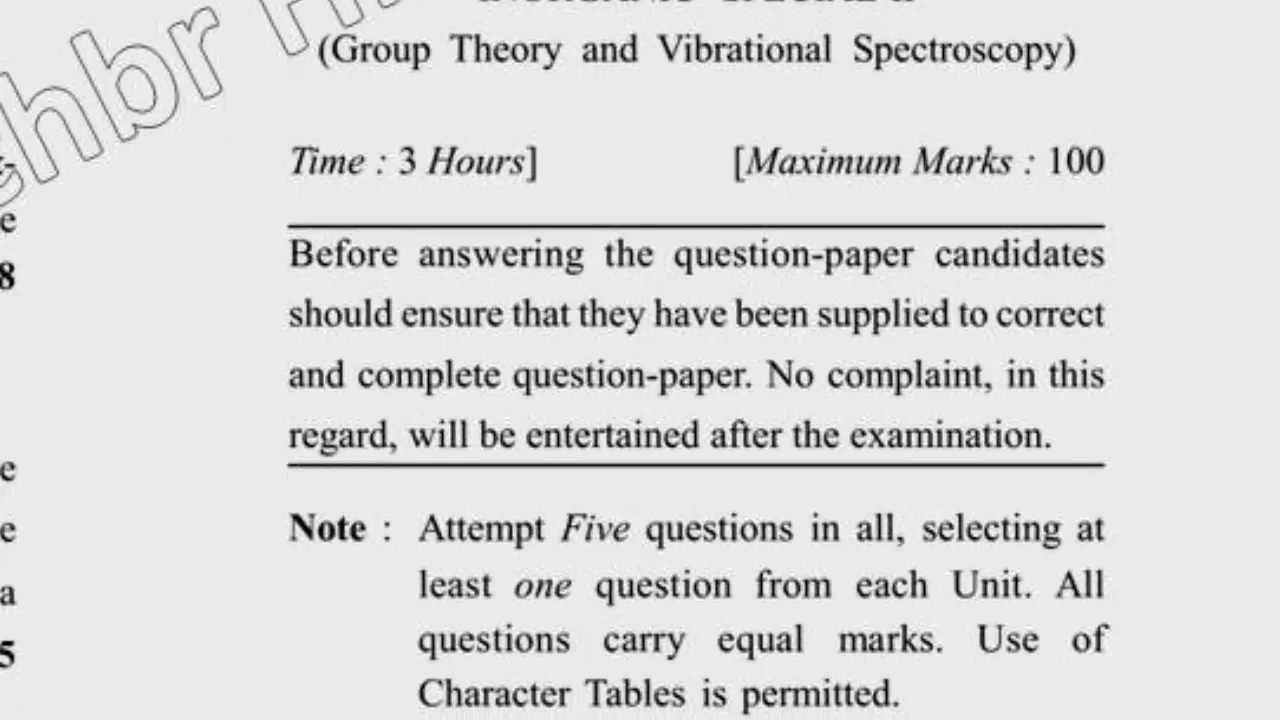 (Group Theory and Vibrational Spectroscopy)
Time : 3 Hours] [Maximum Marks : 100
Before answering the question-paper candidates
should ensure that they have been supplied to correct
and complete question-paper. No complaint, in this
regard, will be entertained after the examination.
Note : Attempt Five questions in all, selecting at
least one question from each Unit. All
questions carry equal marks. Use of
Character Tables is permitted.
e
8
e
e
a
5